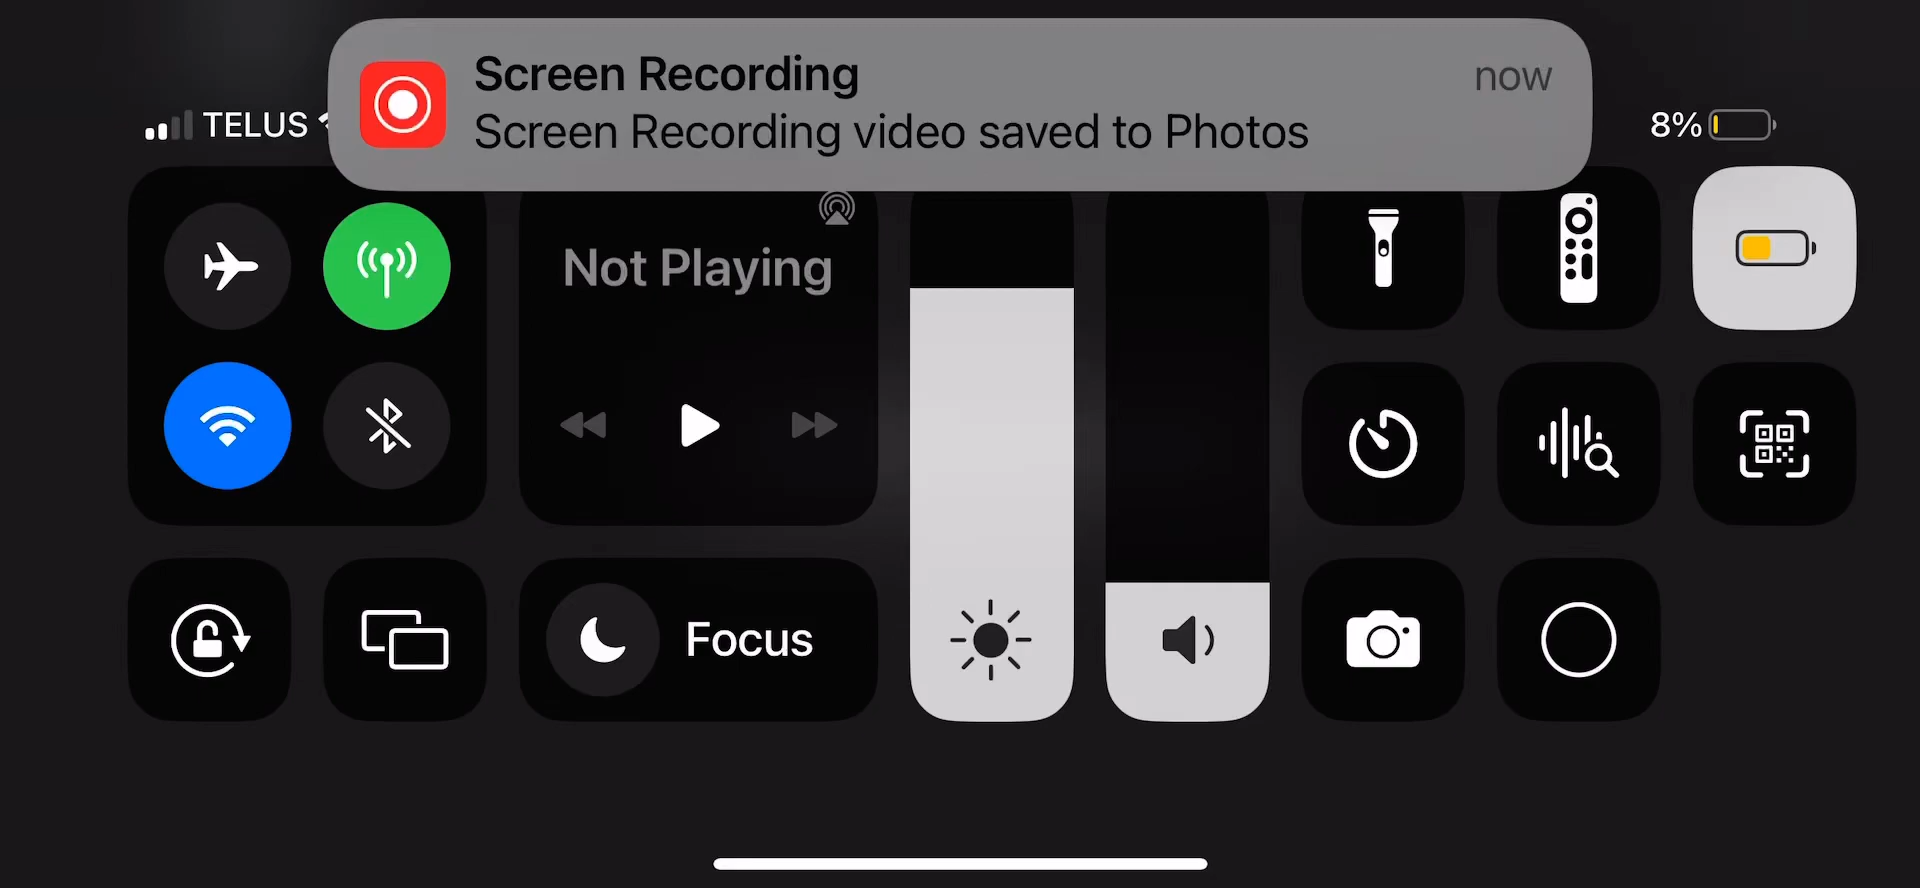 Screen Recording
now
Screen Recording video saved to Photos
TELUS
8%
Not Playing
Focus